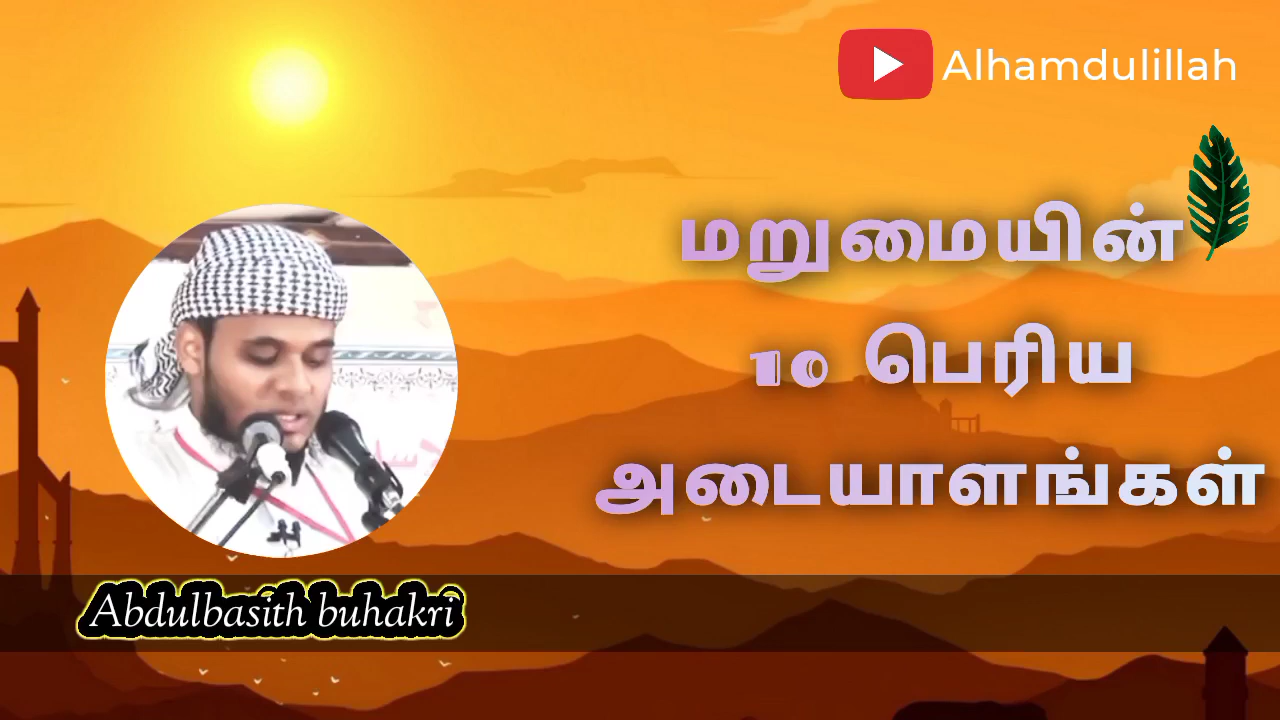 Alhamdulillah
மறுமையின்
10 பெரிய
அடையாளங்கள்
Abdulbasith buhakri